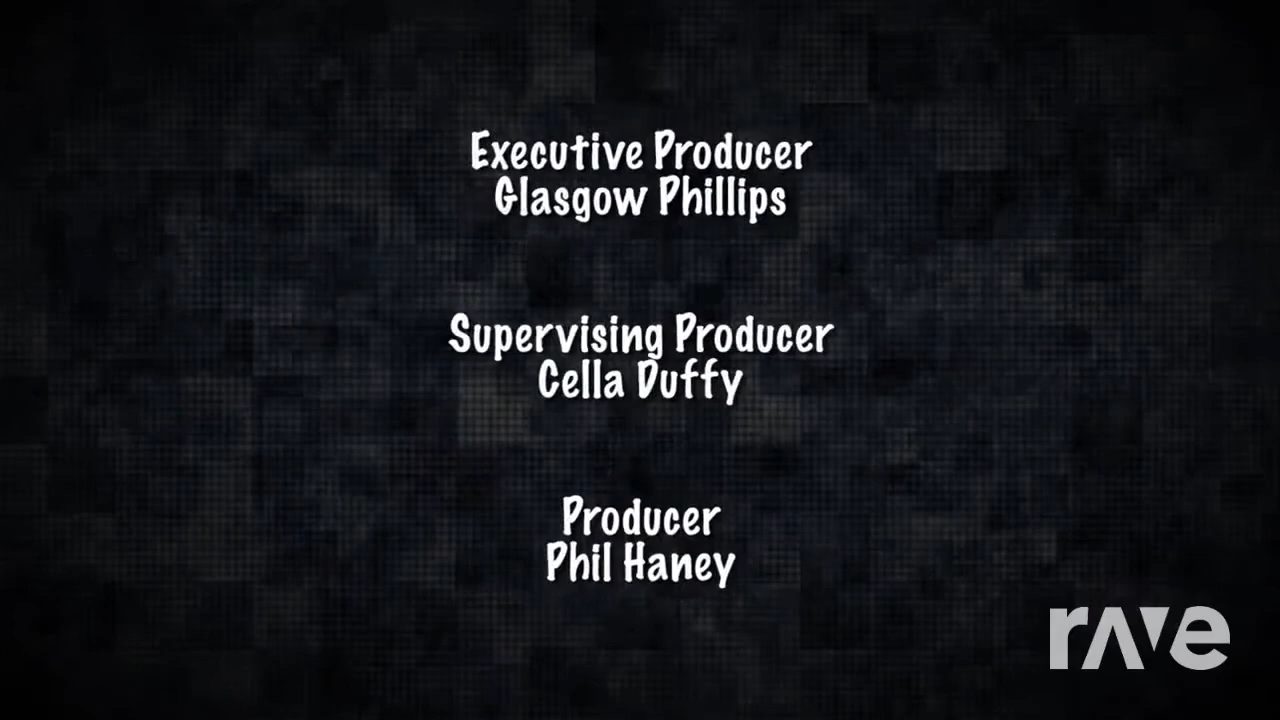 Executive Producer
Glasgow Phillips
Supervising Producer
Cella Duffy
Producer
Phil Haney
rave